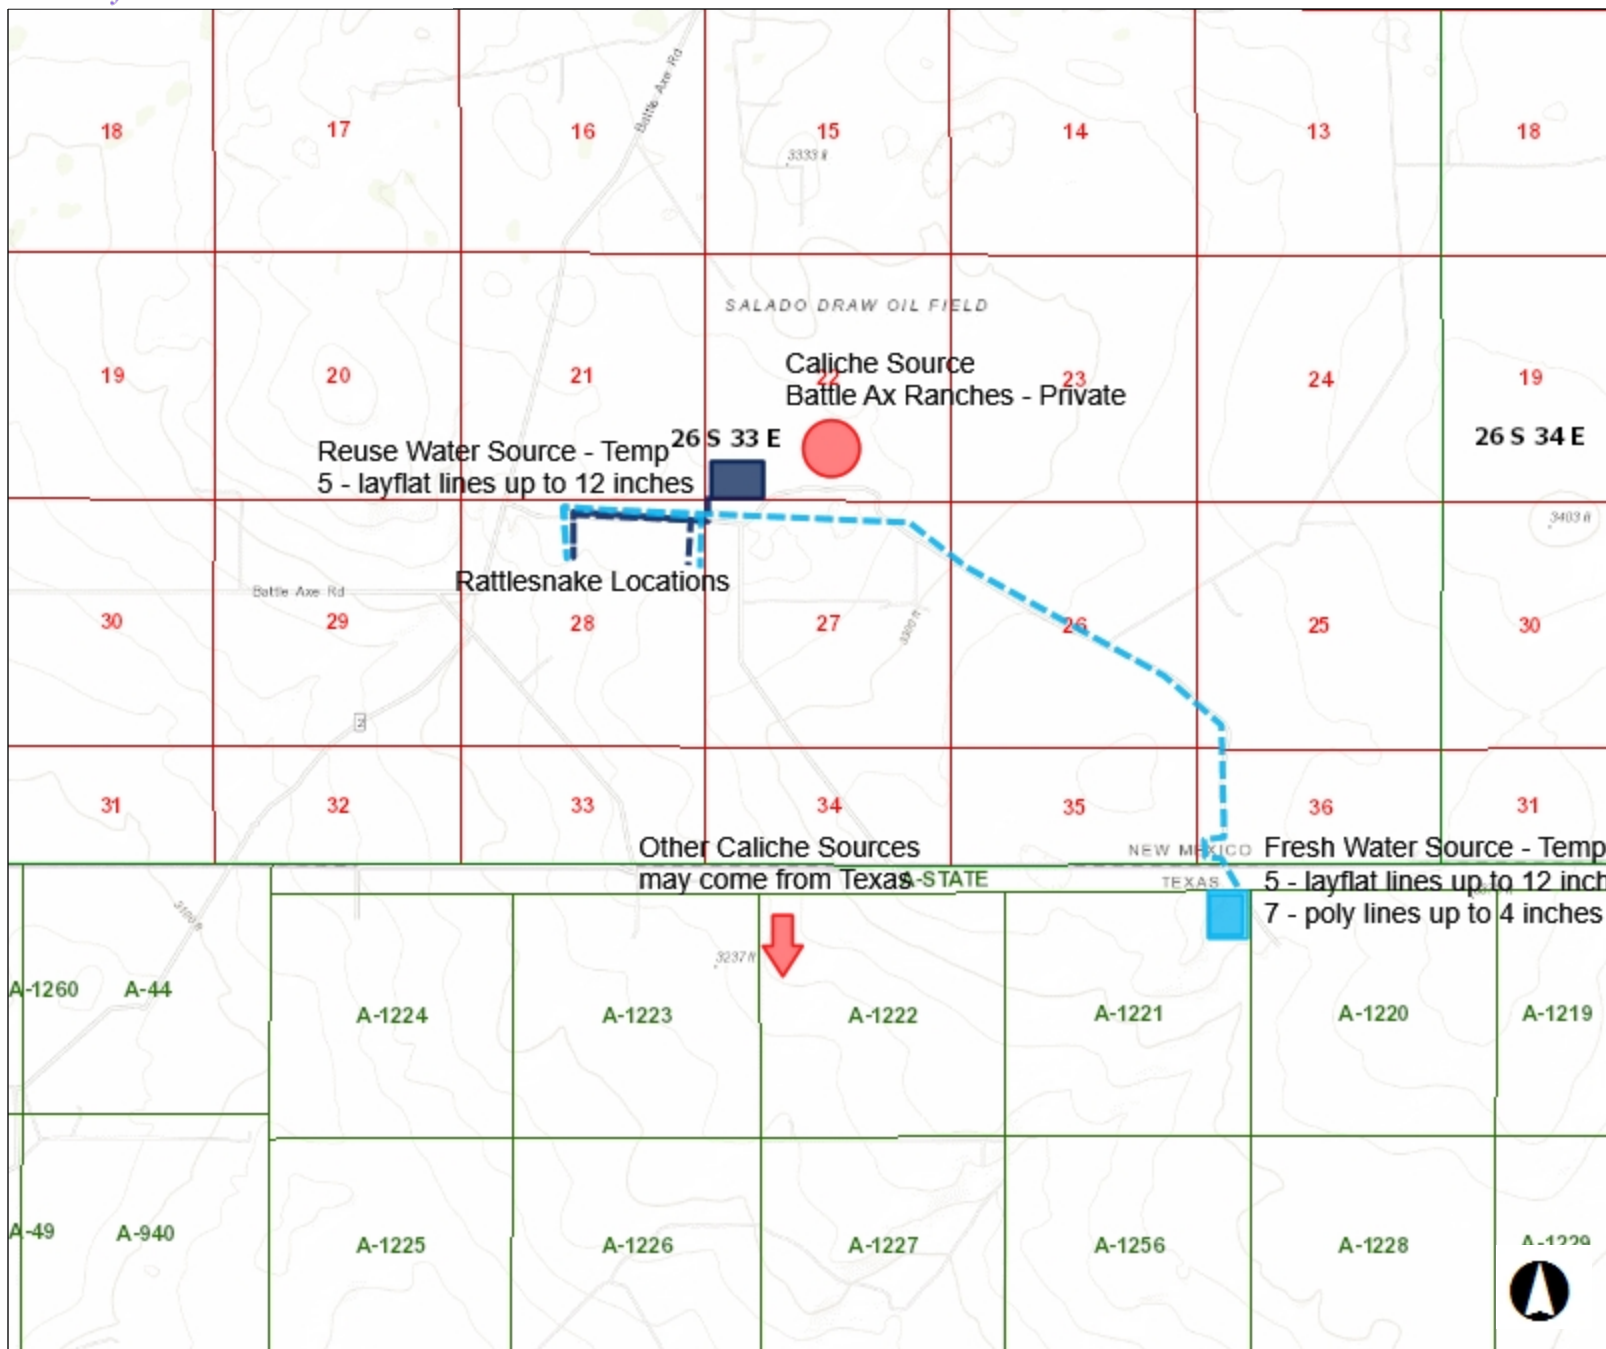 Battle Axe Rd
18
17
16
15
14
13
18
3333 ft
SALADO DRAW OIL FIELD
Caliche Source
Battle Ax Ranches - Private
19
20
21
22
23
24
19
26 S 33 E
26 S 34 E
Reuse Water Source - Temp
5 - layflat lines up to 12 inches
3403 ft
Rattlesnake Locations
Battle Axe Rd
30
29
28
27
26
25
30
3300 ft
2
31
32
33
34
35
36
31
Other Caliche Sources
may come from Texas
A-STATE
NEW MEXICO
TEXAS
Fresh Water Source - Temp
5 - layflat lines up to 12 inch
7 - poly lines up to 4 inches
3237 ft
A-1260
A-44
A-1224
A-1223
A-1222
A-1221
A-1220
A-1219
A-49
A-940
A-1225
A-1226
A-1227
A-1256
A-1228
A-1229